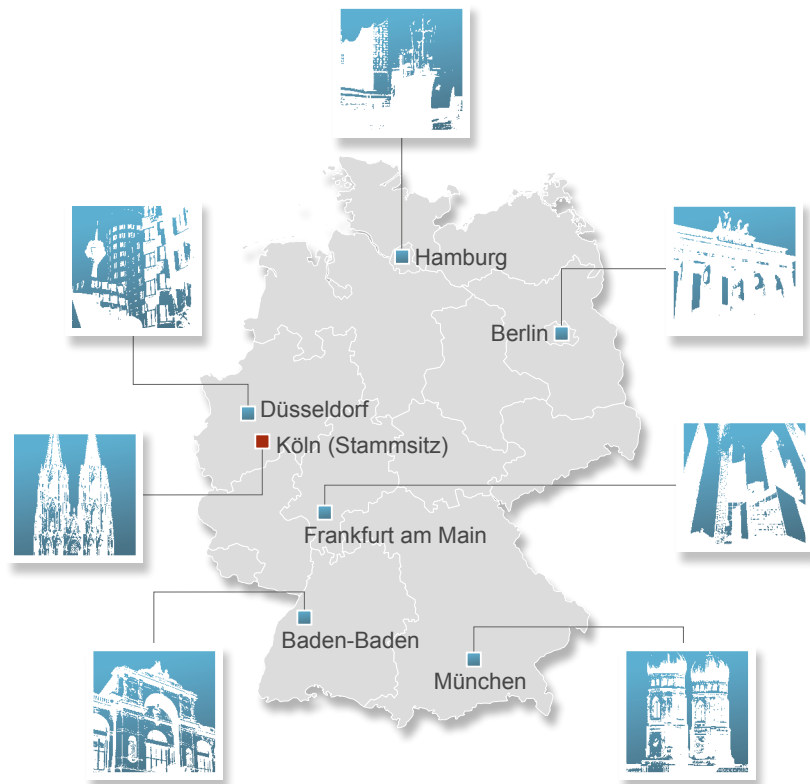 Hamburg
Berlin
Düsseldorf
Köln (Stammsitz)
Frankfurt am Main
Baden-Baden
München